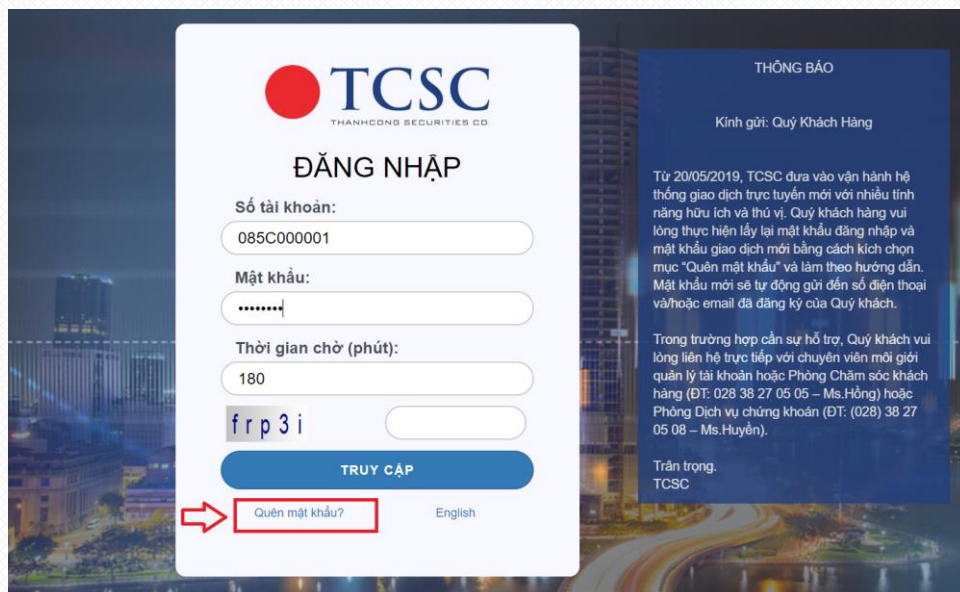 TCSC
THANHCONG SECURITIES CO
ĐĂNG NHẬP
Số tài khoản:
085C000001
Mật khẩu:
••••••••
Thời gian chờ (phút):
180
frp3i
TRUY CẬP
Quên mật khẩu?
English
THÔNG BÁO
Kính gửi: Quý Khách Hàng
Từ 20/05/2019, TCSC đưa vào vận hành hệ
thống giao dịch trực tuyến mới với nhiều tính
năng hữu ích và thú vị. Quý khách hàng vui
lòng thực hiện lấy lại mật khẩu đăng nhập và
mật khẩu giao dịch mới bằng cách kích chọn
mục “Quên mật khẩu” và làm theo hướng dẫn.
Mật khẩu mới sẽ tự động gửi đến số điện thoại
và/hoặc email đã đăng ký của Quý khách.
Trong trường hợp cần sự hỗ trợ, Quý khách vui
lòng liên hệ trực tiếp với chuyên viên môi giới
quản lý tài khoản hoặc Phòng Chăm sóc khách
hàng (ĐT: 028 38 27 05 05 – Ms.Hồng) hoặc
Phòng Dịch vụ chứng khoán (ĐT: (028) 38 27
05 08 – Ms.Huyền).
Trân trọng.
TCSC